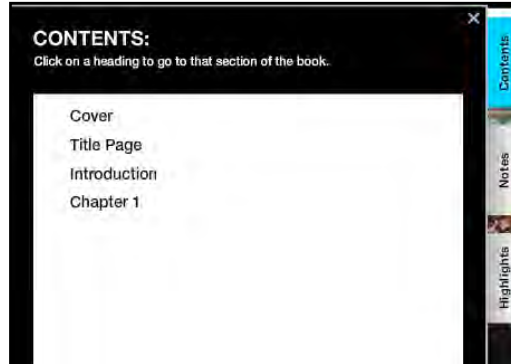 CONTENTS:
Click on a heading to go to that section of the book.
Cover
Title Page
Introduction
Chapter 1
Contents
Notes
Highlights